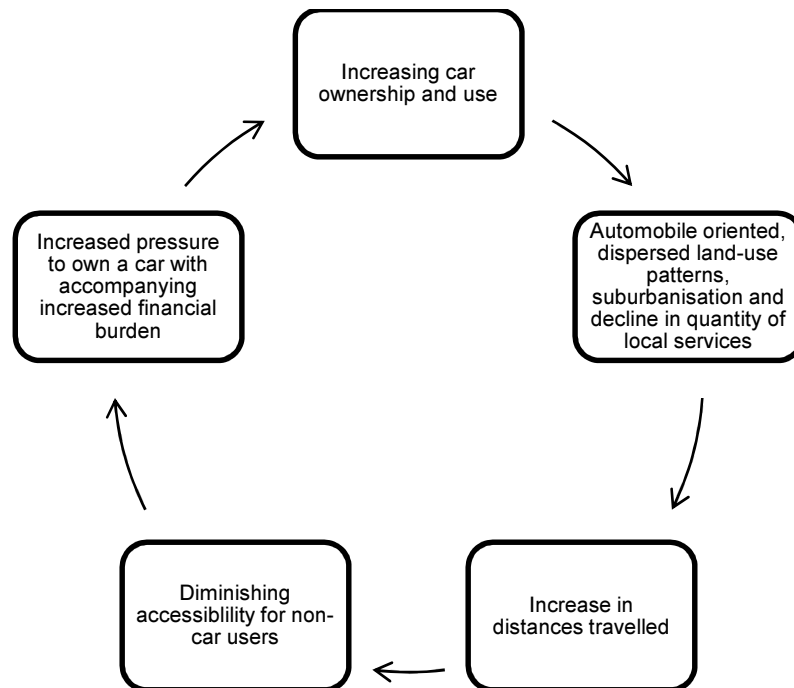 Increasing car
ownership and use
Automobile oriented,
dispersed land-use
patterns,
suburbanisation and
decline in quantity of
local services
Increase in
distances travelled
Diminishing
accessiblility for non-
car users
Increased pressure
to own a car with
accompanying
increased financial
burden